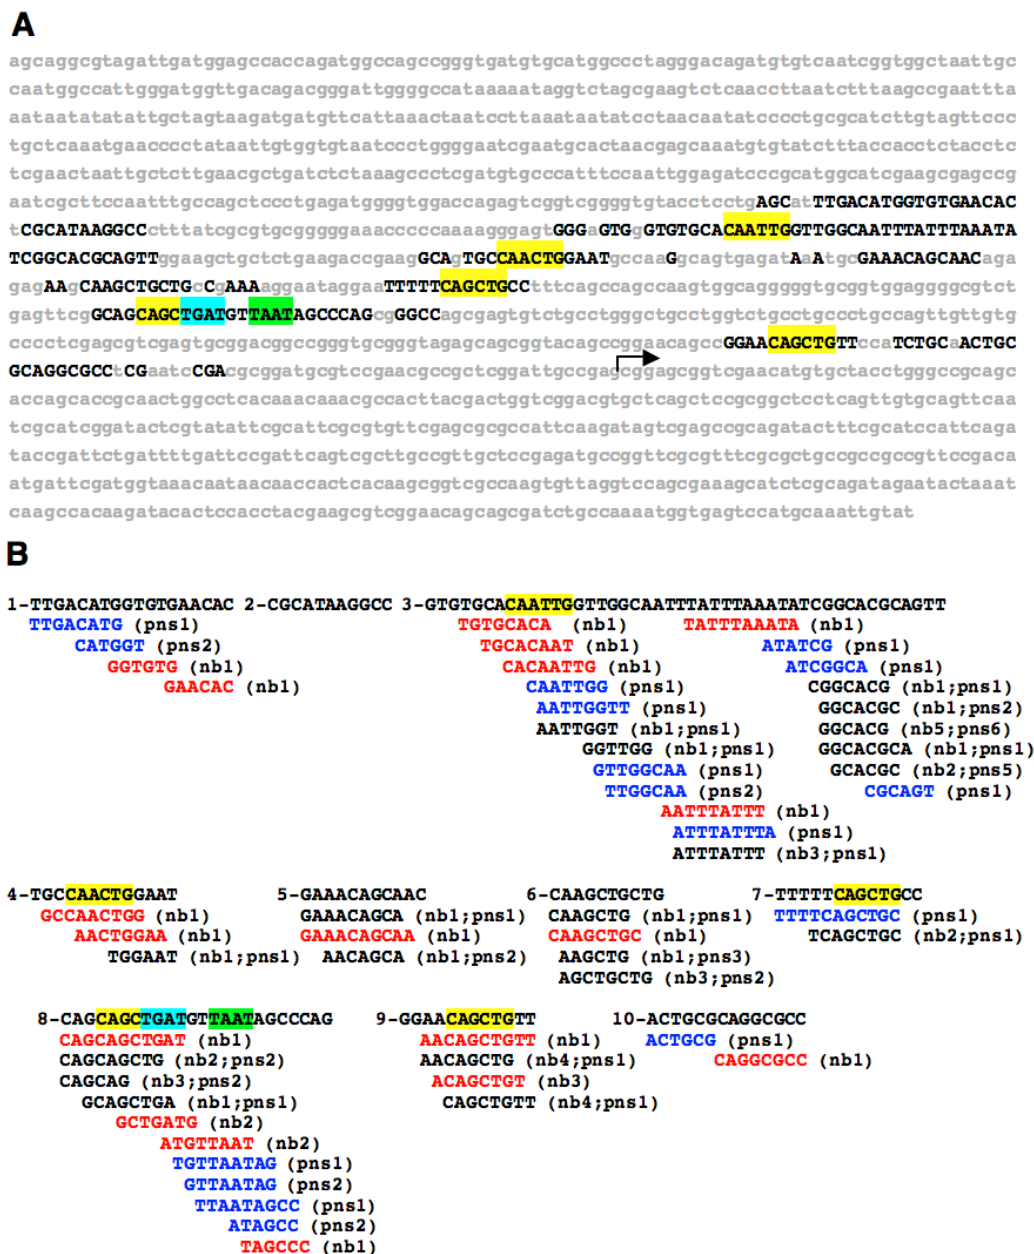 A
agcaggcgtagattgatggagccaccagatggccagccgggtgatgtgcatggccctagggacagatgtgtcaatcggtggctaattgc
caatggccattgggatggttgacagacgggattggggccataaaaataggtctagcgaagtctcaaccttaatctttaagccgaattta
aataatatatattgctagtaagatgatgttcattaaactaatccttaaataatatcctaacaatatcccctgcgcatcttgtagttccc
tgctcaaatgaacccctataattgtggtgtaatccctggggaatcgaatgcactaacgagcaaatgtgtatctttaccacctctacctc
tcgaactaattgctcttgaacgctgatctctaaagccctcgatgtgcccatttccaattggagatcccgcatggcatcgaagcgagccg
aatcgcttccaatttgccagctccctgagatggggtggaccagagtcggtcggggtgtacctcctgAGCatTTGACATGGTGTGAACAC
tCGCATAAGGCCctttatcgcgtgcggggaaacccccaaaagggagtGGGaGTGgGTGTGCACAATTGGTTGGCAATTTATTTAAATA
TCGGCACGCAGTTggaagctgctctgaagaccgaaggGCAgTGCCAACTGGAATgccaaGgcagtgagatAaAtgcGAAACAGCAACaga
gagAAgCAAGCTGCTGcCgAAAaggaataggaaTTTTTCAGCTGCCtttcagccagccagtggcagggggtgcggtggaggggcgtct
gagttcgGCAGCAGCTGATGTTAATAGCCCAGcgGGCCagcgagtgtctgcctgggctgcctggtctgcctgccctgccagttgttgtg
cccctcgagcgtcgagtgcggacggccgggtgcgggtagagcagcggtacagccggaacagccGGAACAGCTGTTccaTCTGCaACTGC
GCAGGCGCCtCGaatcCGAcgcggatgcgtccgaacgccgctcggattgccgagcggagcggtcgaacatgtgctacctgggccgcagc
accagcaccgcaactggcctcacaaacaaacgccacttacgactggtcggacgtgctcagctccgcggctcctcagttgtgcagttcaa
tcgcatcggatactcgtatattcgcattcgcgtgttcgagcgcgccattcaagatagtcgagccgcagatactttcgcatccattcaga
taccgattctgattttgattccgattcagtcgcttgccgttgctccgagatgccggttcgcgtttcgcgctgccgccgccgttccgaca
atgattcgatggtaaacaataacaaccactcacaagcggtcgccaagtgttaggtccagcgaaagcatctcgcagatagaatactaaat
caagccacaagatacactccacctacgaagcgtcggaacagcagcgatctgccaaaatggtgagtccatgcaaattgtat
B
1-TTGACATGGTGTGAACAC 2-CGCATAAGGCC 3-GTGTGCACAATTGGTTGGCAATTTATTTAAATATCGGCACGCAGTT
TTGACATG (pns1) TGTGCACA (nb1) TATTTAAATA (nb1)
CATGGT (pns2) TGCACAAT (nb1) ATATCG (pns1)
GGTGTG (nb1) CACAATTG (nb1) ATCGGCA (pns1)
GAACAC (nb1) CAATTGG (pns1) CGGCACG (nb1;pns1)
AATTGGTT (pns1) GGCACGC (nb1;pns2)
AATTGGT (nb1;pns1) GGCACG (nb5;pns6)
GGTTGG (nb1;pns1) GGCACGCA (nb1;pns1)
GTTGGCAA (pns1) GCACGC (nb2;pns5)
TTGGCAA (pns2) CGCAGT (pns1)
AATTTATTT (nb1)
ATTTATTTA (pns1)
ATTTATTT (nb3;pns1)
4-TGCCAACTGGAAT 5-GAAACAGCAAC 6-CAAGCTGCTG 7-TTTTTCAGCTGCC
GCCAACTGG (nb1) GAAACAGCA (nb1;pns1) CAAGCTG (nb1;pns1) TTTTCAGCTGC (pns1)
AACTGGAA (nb1) GAAACAGCAA (nb1) CAAGCTGC (nb1) TCAGCTGC (nb2;pns1)
TGGAAT (nb1;pns1) AACAGCA (nb1;pns2) AAGCTG (nb1;pns3)
AGCTGCTG (nb3;pns2)
8-CAGCAGCTGATGTTAATAGCCCAG 9-GGAACAGCTGTT 10-ACTGCGCAGGCGCC
CAGCAGCTGAT (nb1) AACAGCTGTT (nb1) ACTGCG (pns1)
CAGCAGCTG (nb2;pns2) AACAGCTG (nb4;pns1) CAGGCGCC (nb1)
CAGCAG (nb3;pns2) ACAGCTGT (nb3)
GCAGCTGA (nb1;pns1) CAGCTGTT (nb4;pns1)
GCTGATG (nb2)
ATGTTAAT (nb2)
TGTTAATAG (pns1)
GTTAATAG (pns2)
TTAATAGCC (pns1)
ATAGCC (pns2)
TAGCCC (nb1)